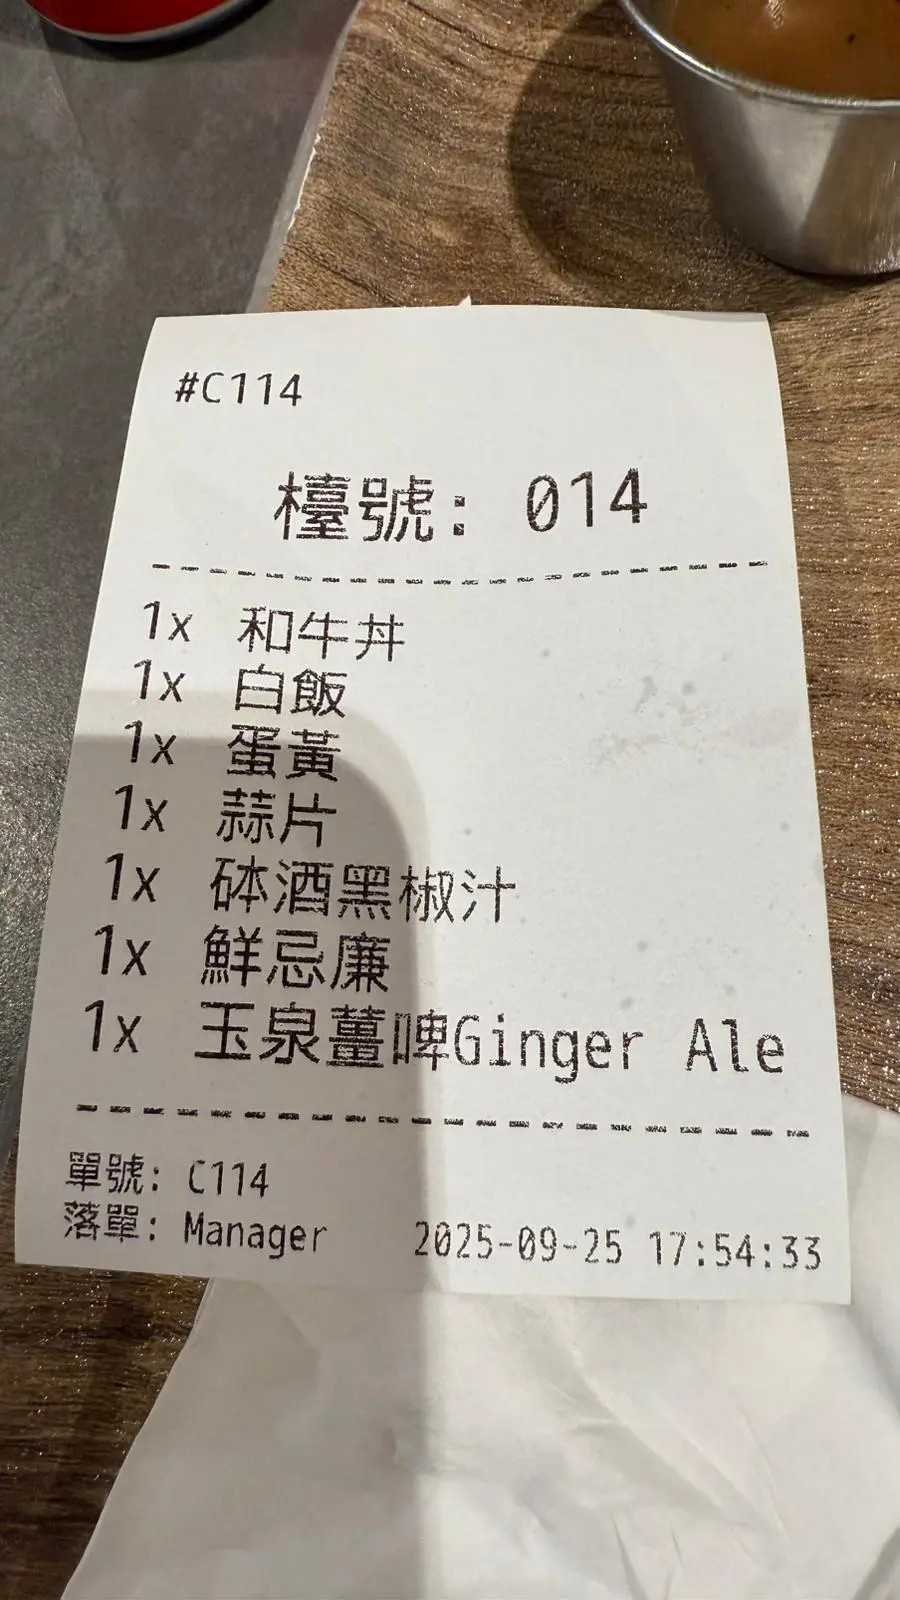 #C114
檯號: 014
1x 和牛丼
1x 白飯
1x 蛋黃
1x 蒜片
1x 砵酒黑椒汁
1x 鮮忌廉
1x 玉泉薑啤Ginger Ale
單號: C114
落單: Manager 2025-09-25 17:54:33